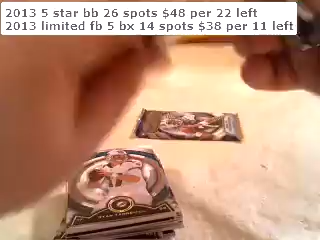 2013 5 star bb 26 spots $48 per 22 left
2013 limited fb 5 bx 14 spots $38 per 11 left